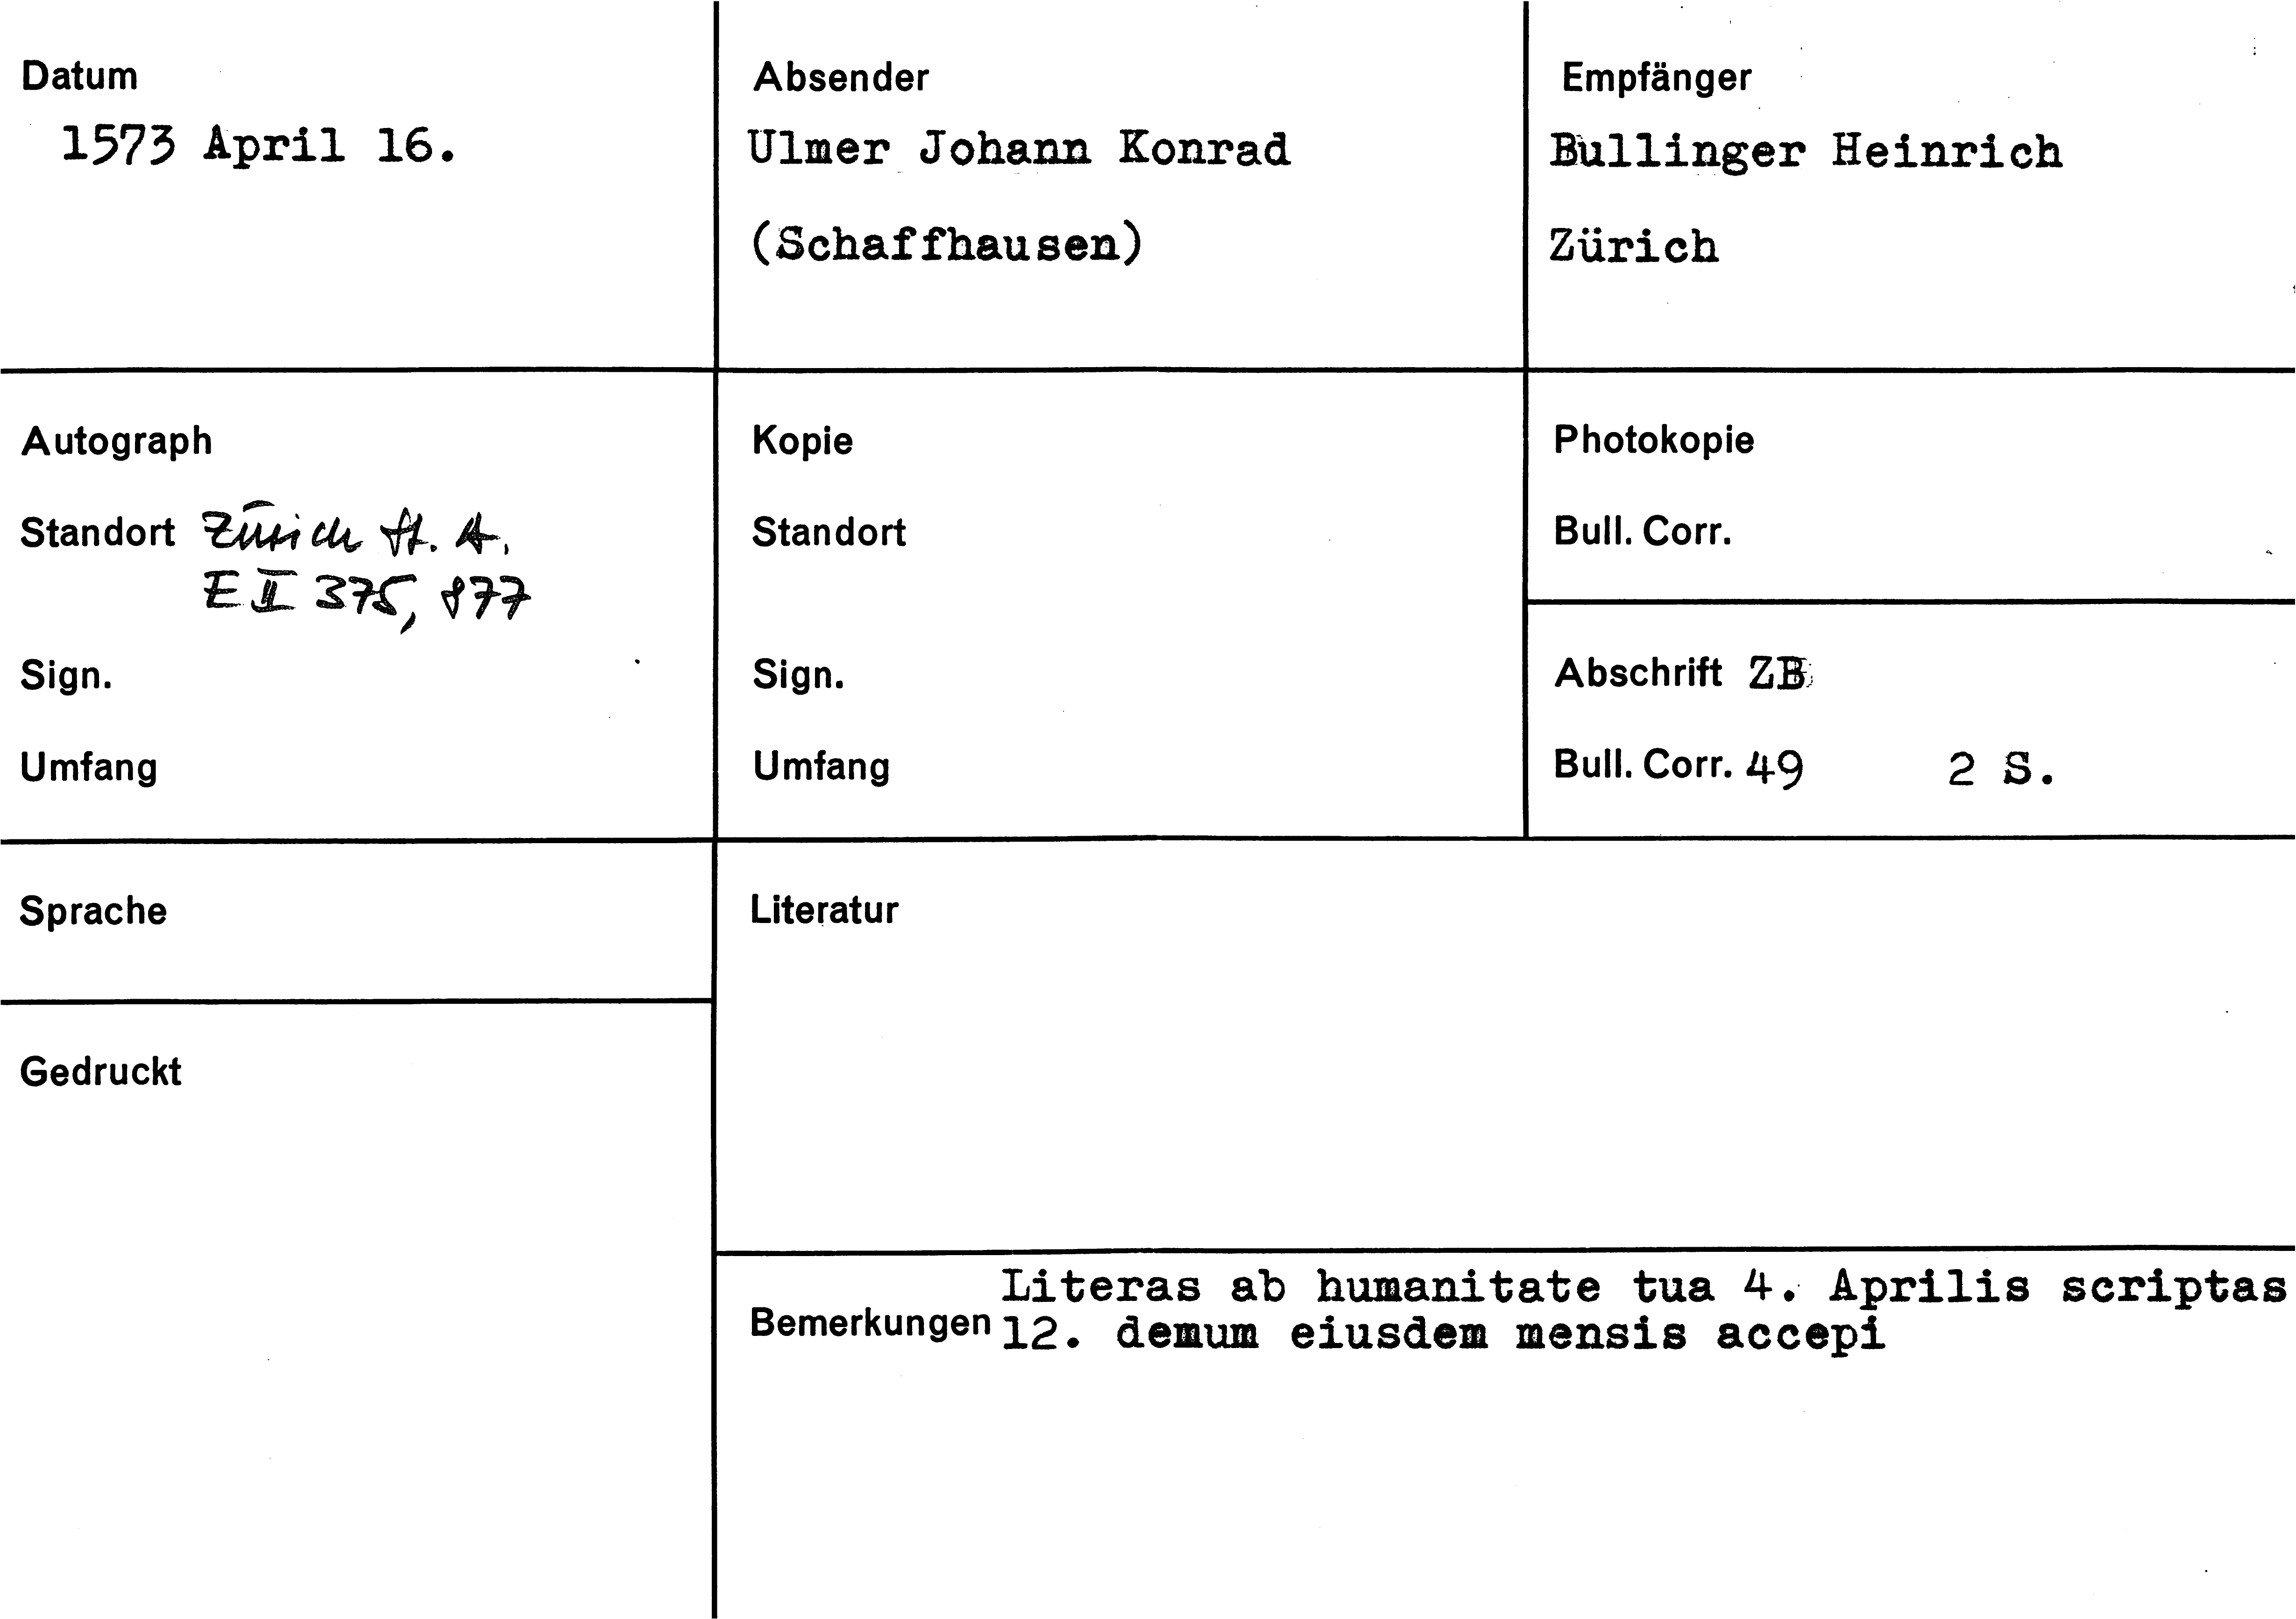 Datum
1573 April 16.
Absender
Ulmer Johann Konrad
(Schaffhausen)
Empfänger
Bullinger Heinrich
Zürich
Autograph
Standort Zürich St. A.
E II 375, 877
Sign.
Umfang
Kopie
Standort
Sign.
Umfang
Photokopie
Bull. Corr.
Abschrift ZB
Bull. Corr. 49 2 S.
Sprache
Literatur
Gedruckt
Bemerkungen Literas ab humanitate tua 4. Aprilis scriptas
12. demum eiusdem mensis accepi